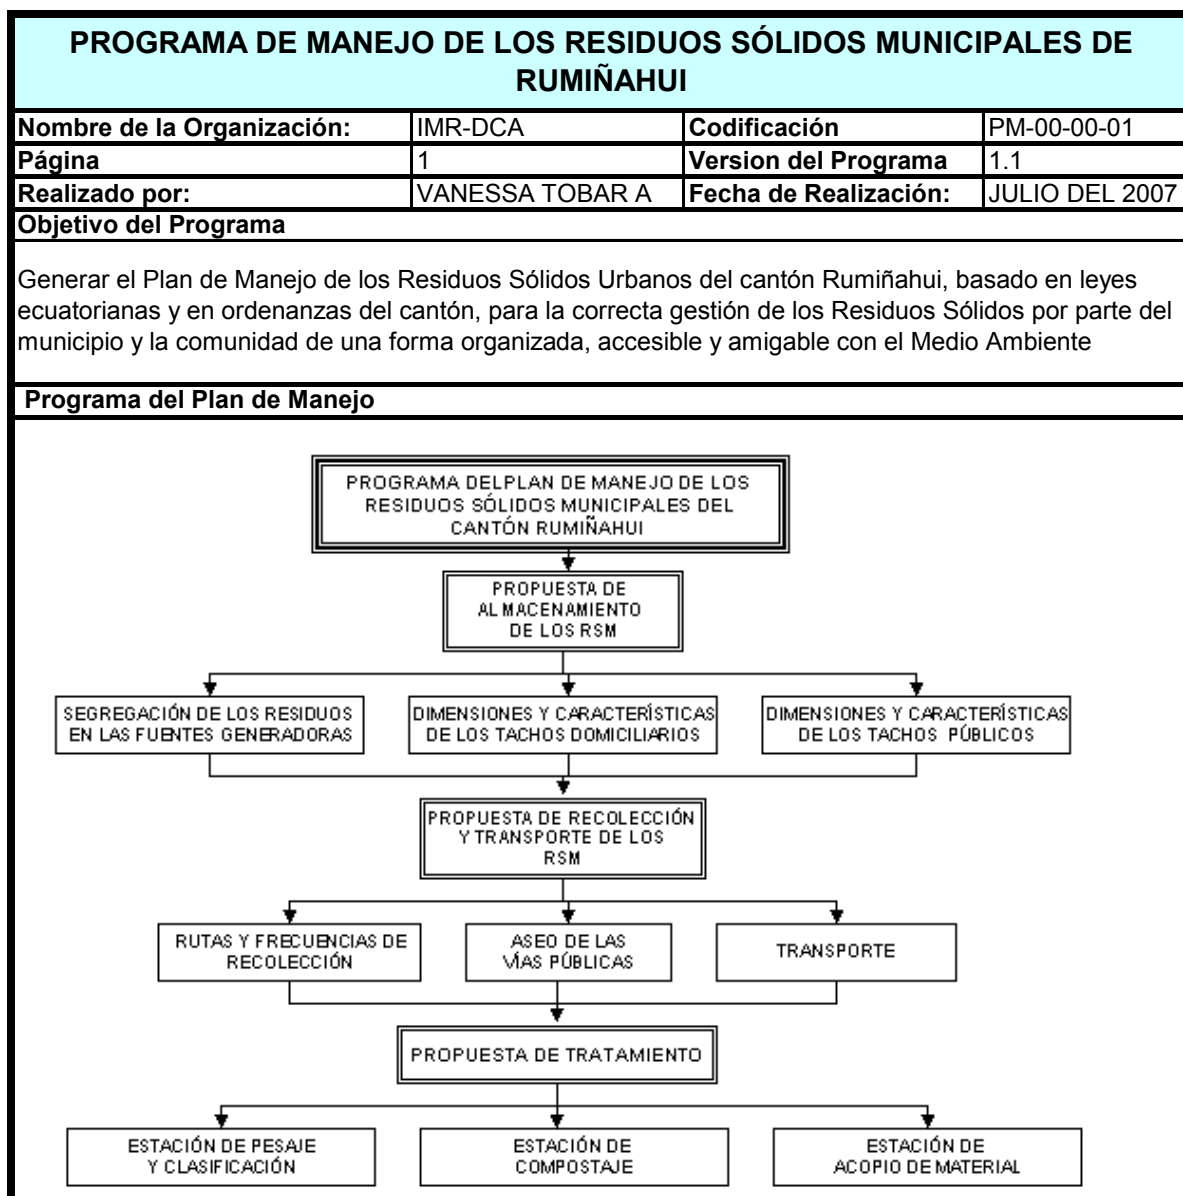 PROGRAMA DE MANEJO DE LOS RESIDUOS SÓLIDOS MUNICIPALES DE
RUMIÑAHUI
Nombre de la Organización: IMR-DCA Codificación PM-00-00-01
Página 1 Version del Programa 1.1
Realizado por: VANESSA TOBAR A Fecha de Realización: JULIO DEL 2007
Objetivo del Programa
Generar el Plan de Manejo de los Residuos Sólidos Urbanos del cantón Rumiñahui, basado en leyes
ecuatorianas y en ordenanzas del cantón, para la correcta gestión de los Residuos Sólidos por parte del
municipio y la comunidad de una forma organizada, accesible y amigable con el Medio Ambiente
Programa del Plan de Manejo
PROGRAMA DELPLAN DE MANEJO DE LOS
RESIDUOS SÓLIDOS MUNICIPALES DEL
CANTÓN RUMIÑAHUI
PROPUESTA DE
ALMACENAMIENTO
DE LOS RSM
SEGREGACIÓN DE LOS RESIDUOS
EN LAS FUENTES GENERADORAS
DIMENSIONES Y CARACTERÍSTICAS
DE LOS TACHOS DOMICILIARIOS
DIMENSIONES Y CARACTERÍSTICAS
DE LOS TACHOS PÚBLICOS
PROPUESTA DE RECOLECCIÓN
Y TRANSPORTE DE LOS
RSM
RUTAS Y FRECUENCIAS DE
RECOLECCIÓN
ASEO DE LAS
VÍAS PÚBLICAS
TRANSPORTE
PROPUESTA DE TRATAMIENTO
ESTACIÓN DE PESAJE
Y CLASIFICACIÓN
ESTACIÓN DE
COMPOSTAJE
ESTACIÓN DE
ACOPIO DE MATERIAL